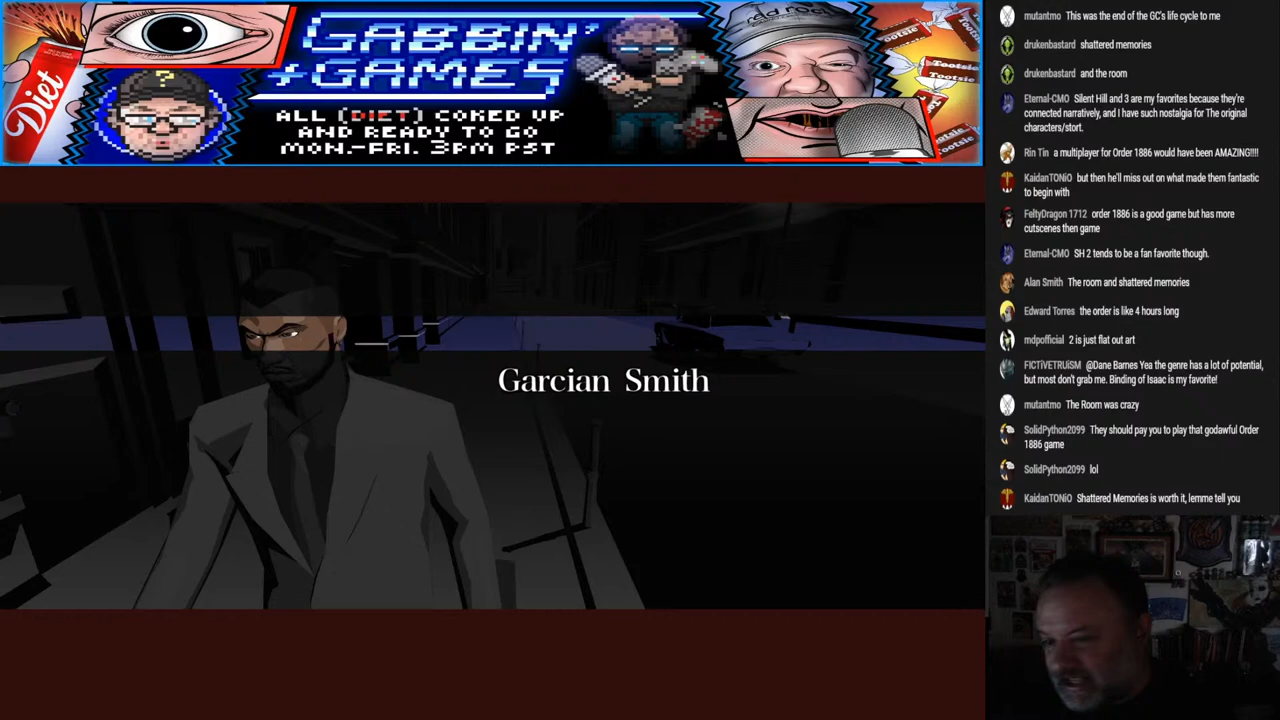 GABBIN'
+GAMES
ALL (DIET) COKED UP
AND READY TO GO
MON.-FRI. 3PM PST
Diet
?
red rock
Tootsie
Tootsie
Tootsie
Garcian Smith
mutantmo This was the end of the GC's life cycle to me
drukenbastard shattered memories
drukenbastard and the room
Eternal-CMO Silent Hill and 3 are my favorites because they're
connected narratively, and I have such nostalgia for The original
characters/stort.
Rin Tin a multiplayer for Order 1886 would have been AMAZING!!!!
KaidanTONiO but then he'll miss out on what made them fantastic
to begin with
FeltyDragon 1712 order 1886 is a good game but has more
cutscenes then game
Eternal-CMO SH 2 tends to be a fan favorite though.
Alan Smith The room and shattered memories
Edward Torres the order is like 4 hours long
mdpofficial 2 is just flat out art
FICTiVETRUiSM @Dane Barnes Yea the genre has a lot of potential,
but most don't grab me. Binding of Isaac is my favorite!
mutantmo The Room was crazy
SolidPython2099 They should pay you to play that godawful Order
1886 game
SolidPython2099 lol
KaidanTONiO Shattered Memories is worth it, lemme tell you